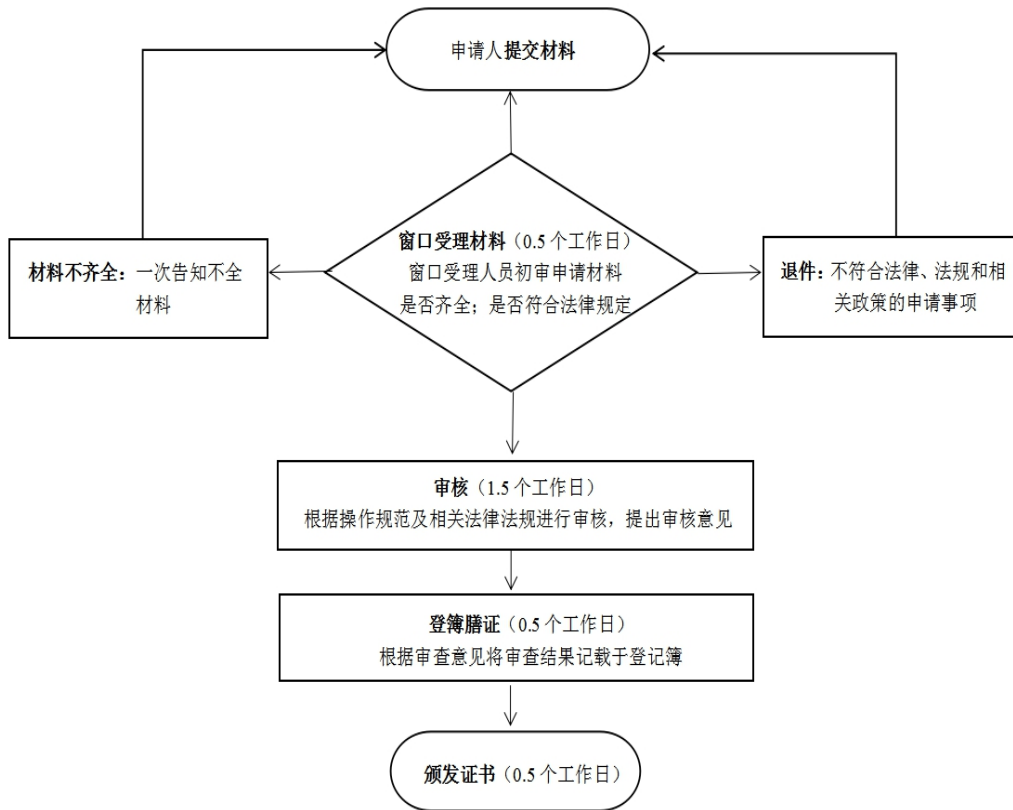 申请人提交材料
窗口受理材料（0.5 个工作日）
窗口受理人员初审申请材料
是否齐全；是否符合法律规定
材料不齐全：一次告知不全
材料
退件：不符合法律、法规和相
关政策的申请事项
审核（1.5 个工作日）
根据操作规范及相关法律法规进行审核，提出审核意见
登簿膳证（0.5 个工作日）
根据审查意见将审查结果记载于登记簿
颁发证书（0.5 个工作日）